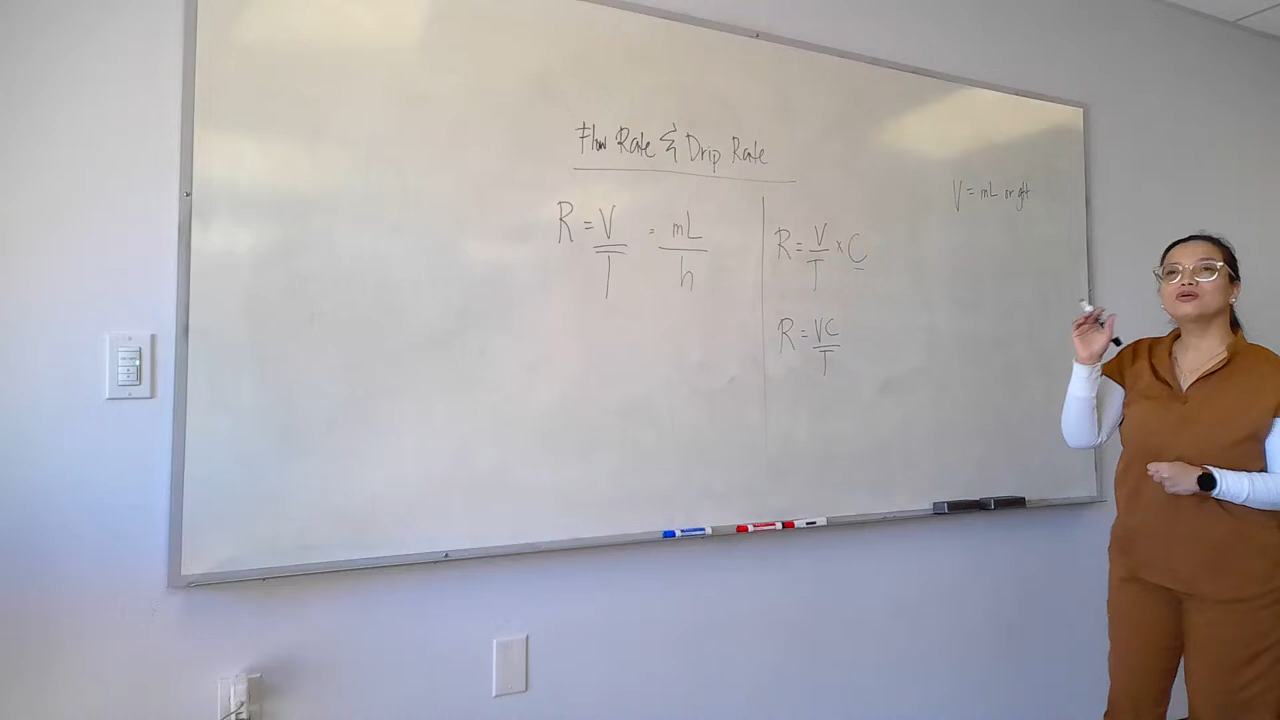 Flow Rate & Drip Rate
R = V/T = mL/h
R = V/T × C
R = VC/T
V = mL or gtt